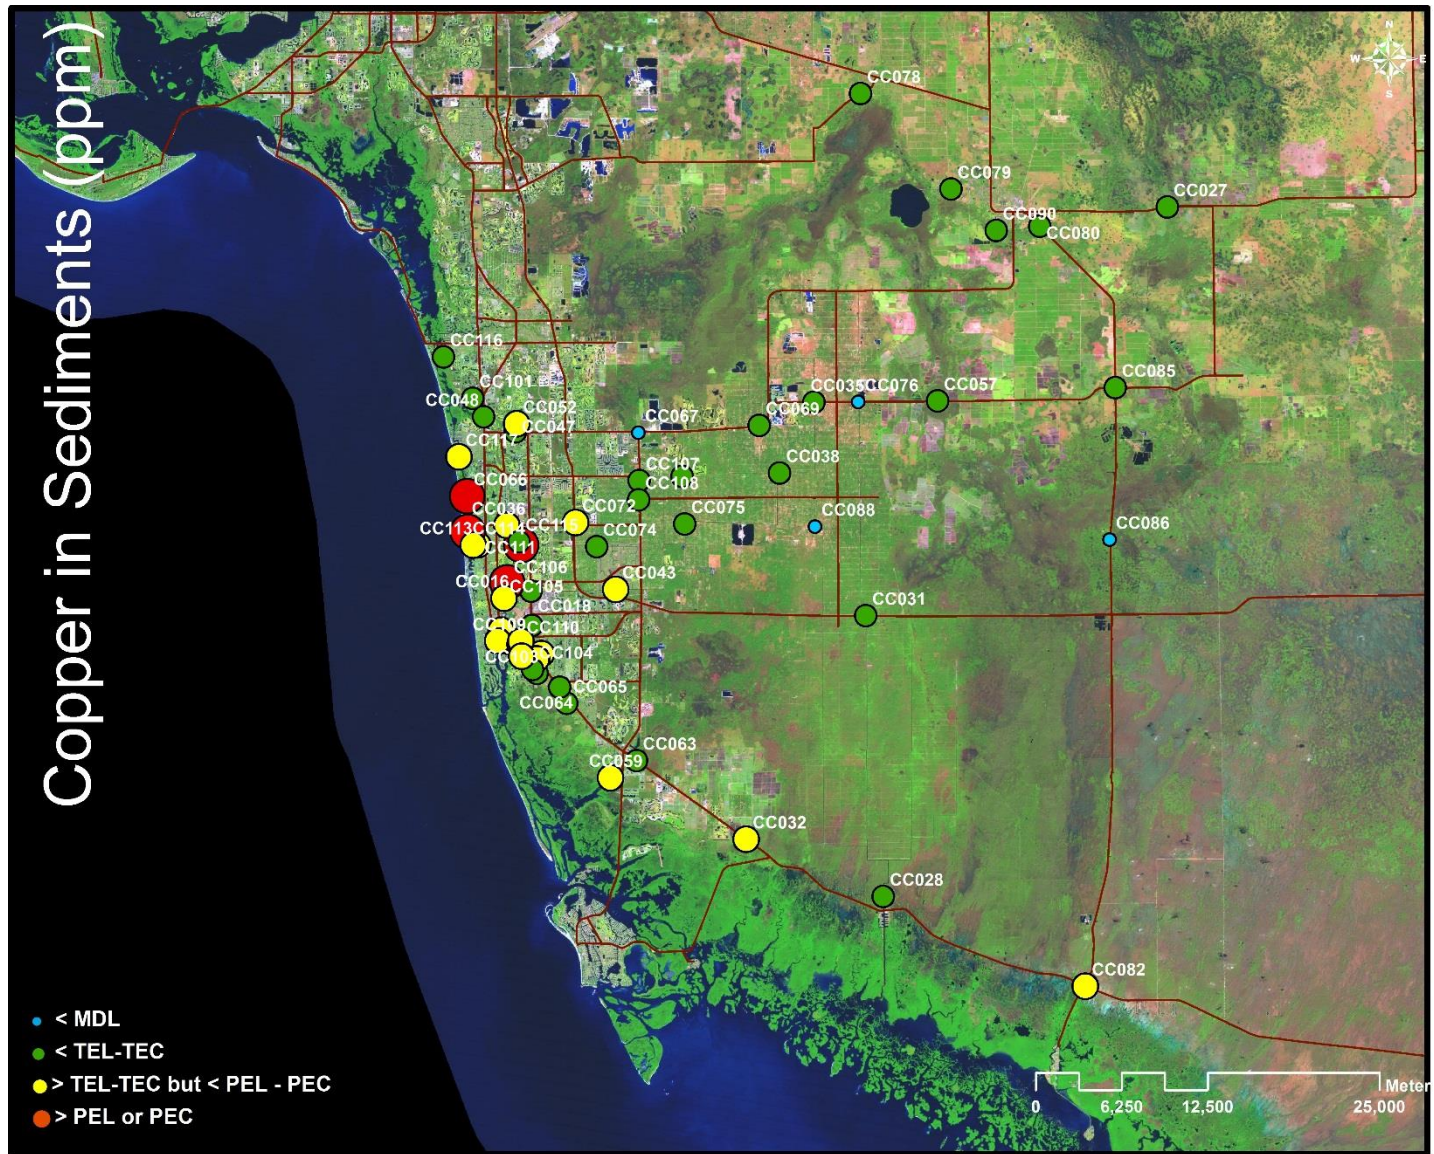 Copper in Sediments (ppm)
N
W E
S
CC078
CC079
CC027
CC090
CC080
CC116
CC085
CC101
CC035 CC076 CC057
CC048
CC052
CC069
CC047
CC067
CC117
CC107
CC038
CC066
CC108
CC036
CC072
CC075
CC088
CC113 CC114 CC115
CC074
CC086
CC111
CC106
CC016 CC105
CC043
CC018
CC031
CC109 CC110
CC103 CC104
CC065
CC064
CC063
CC059
CC032
CC028
CC082
< MDL
< TEL-TEC
> TEL-TEC but < PEL - PEC
> PEL or PEC
Meter
0 6,250 12,500 25,000